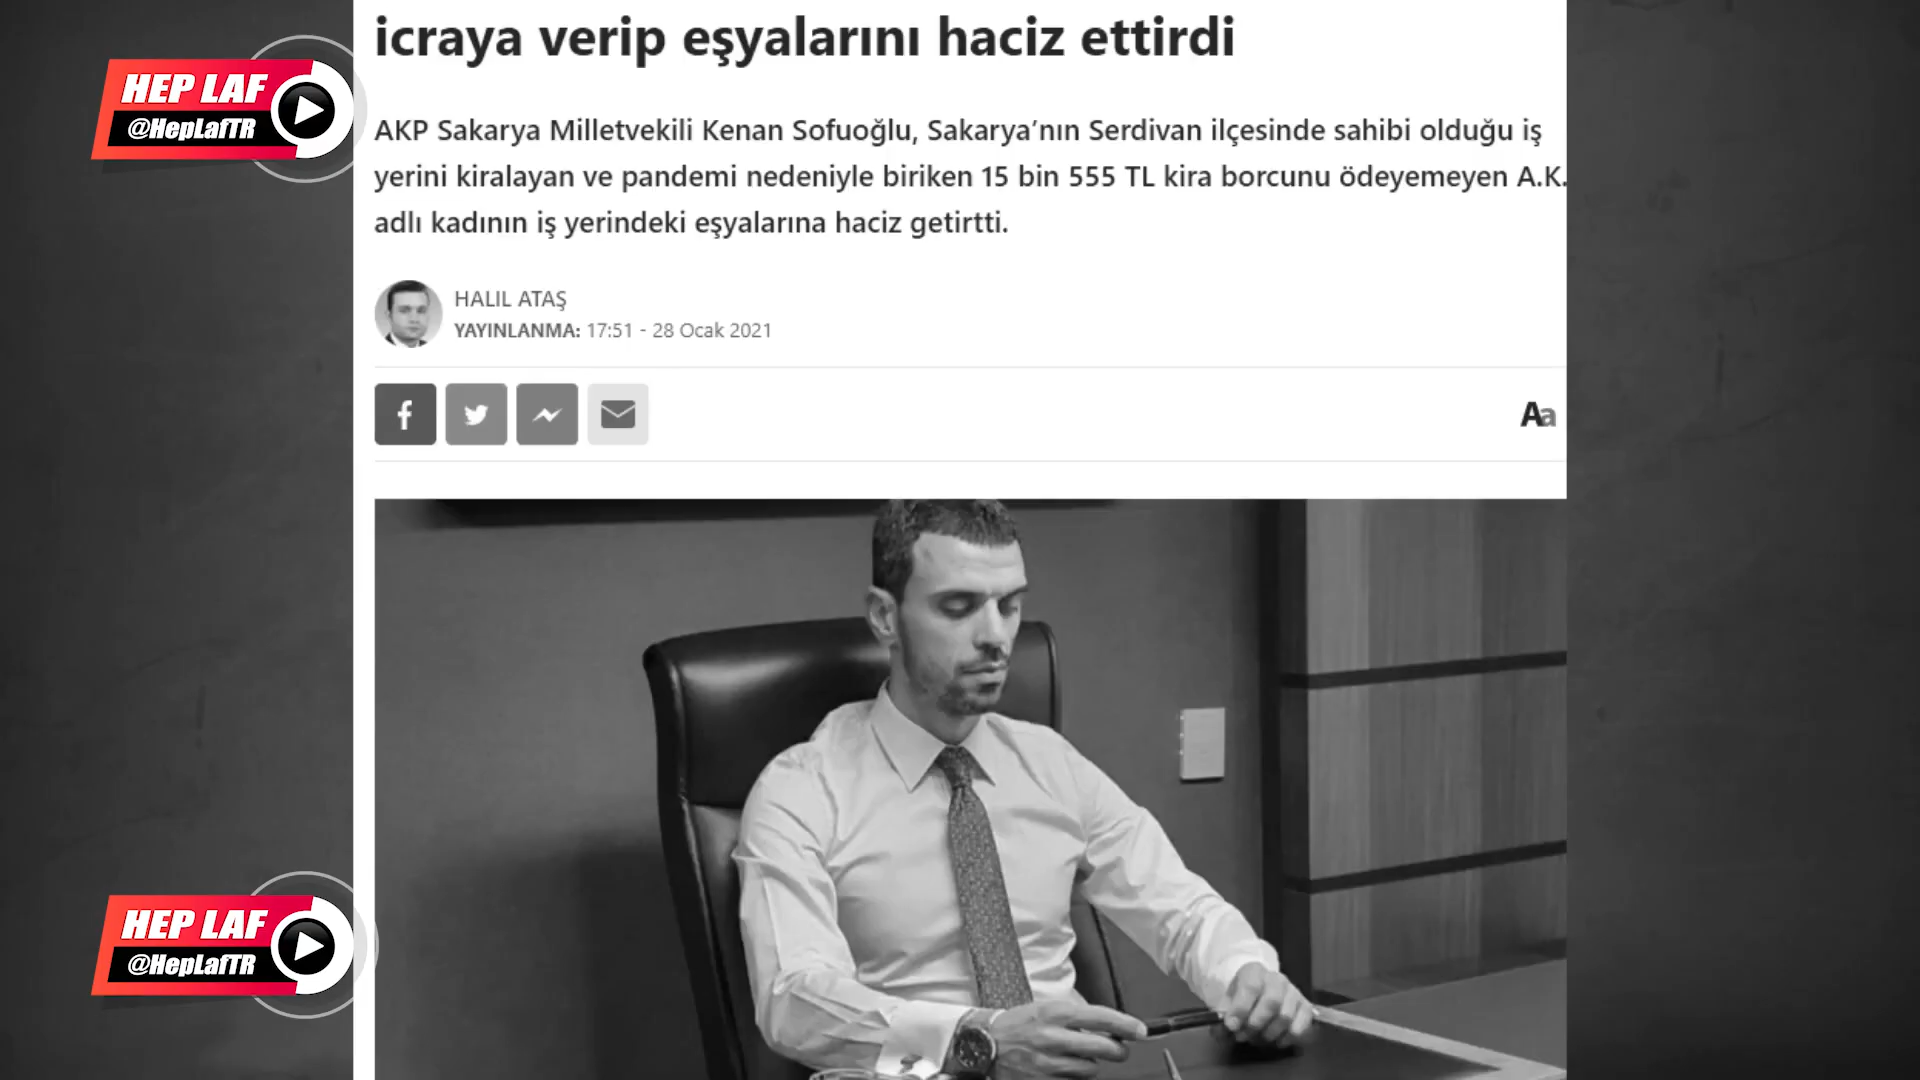 icraya verip eşyalarını haciz ettirdi
HEP LAF
@HepLafTR
AKP Sakarya Milletvekili Kenan Sofuoğlu, Sakarya’nın Serdivan ilçesinde sahibi olduğu iş
yerini kiralayan ve pandemi nedeniyle biriken 15 bin 555 TL kira borcunu ödeyemeyen A.K.
adlı kadının iş yerindeki eşyalarına haciz getirtti.
HALIL ATAŞ
YAYINLANMA: 17:51 - 28 Ocak 2021
Aa
HEP LAF
@HepLafTR